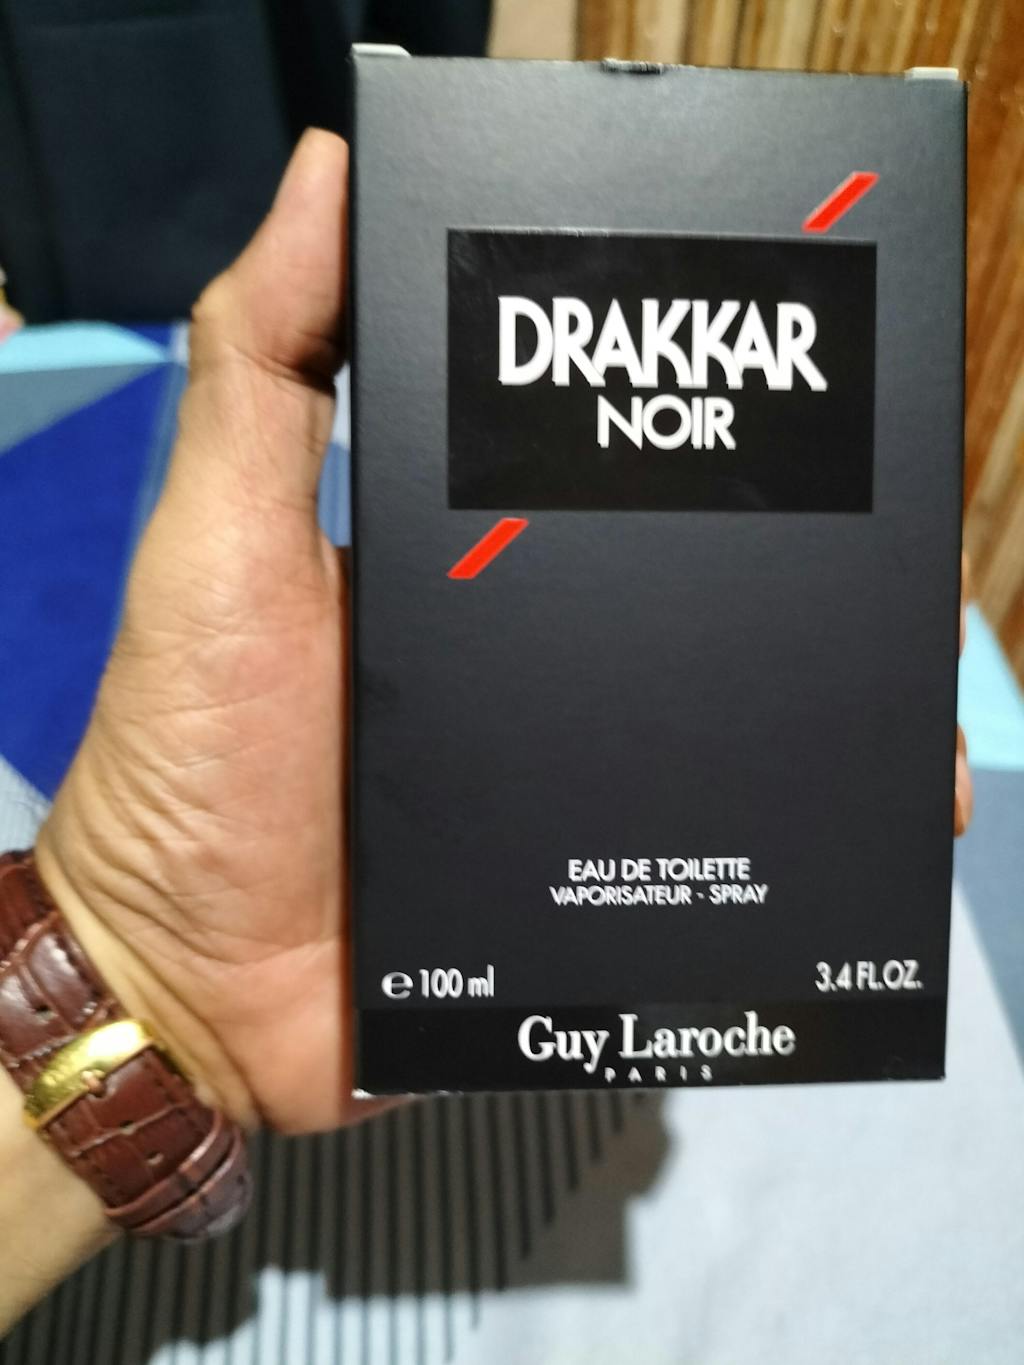 DRAKKAR
NOIR
EAU DE TOILETTE
VAPORISATEUR - SPRAY
℮ 100 ml 3.4 FL.OZ.
Guy Laroche
PARIS